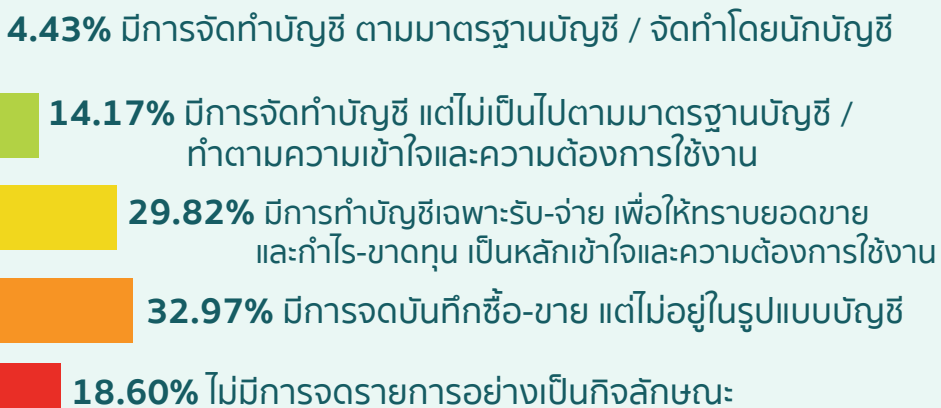 4.43% มีการจัดทำบัญชี ตามมาตรฐานบัญชี / จัดทำโดยนักบัญชี
14.17% มีการจัดทำบัญชี แต่ไม่เป็นไปตามมาตรฐานบัญชี /
ทำตามความเข้าใจและความต้องการใช้งาน
29.82% มีการทำบัญชีเฉพาะรับ-จ่าย เพื่อให้ทราบยอดขาย
และกำไร-ขาดทุน เป็นหลักเข้าใจและความต้องการใช้งาน
32.97% มีการจดบันทึกซื้อ-ขาย แต่ไม่อยู่ในรูปแบบบัญชี
18.60% ไม่มีการจดรายการอย่างเป็นกิจลักษณะ